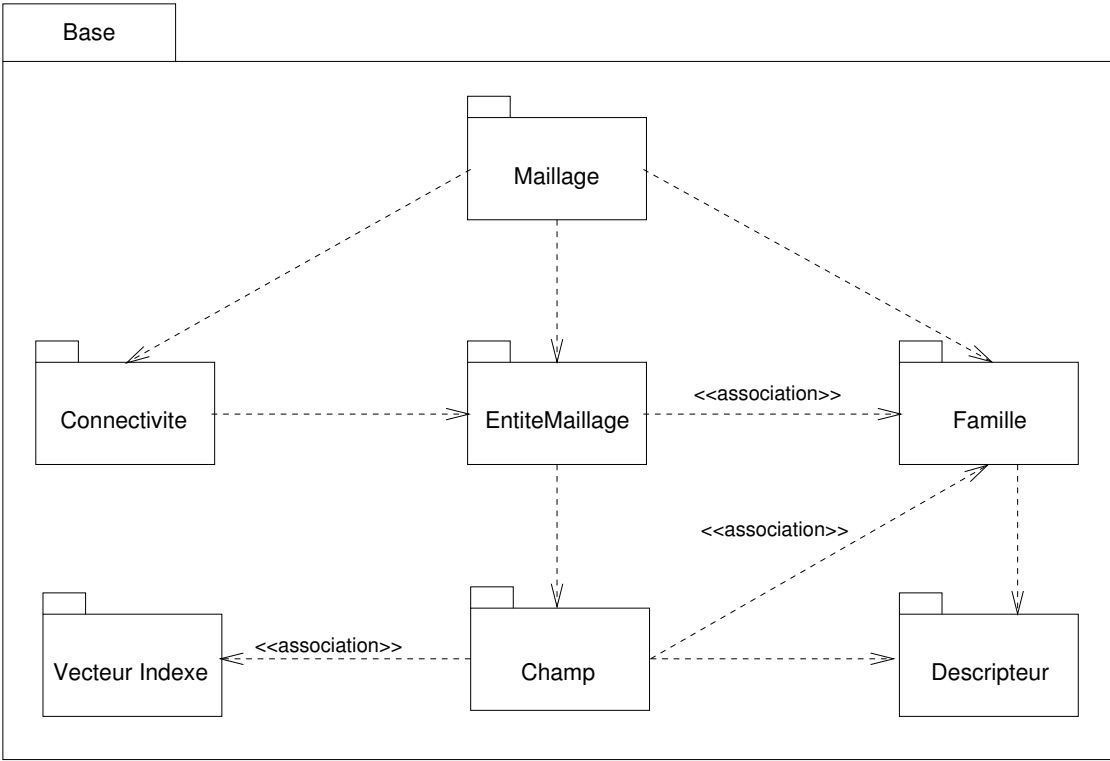 Base
Maillage
Connectivite
EntiteMaillage
<<association>>
Famille
<<association>>
Vecteur Indexe
<<association>>
Champ
Descripteur